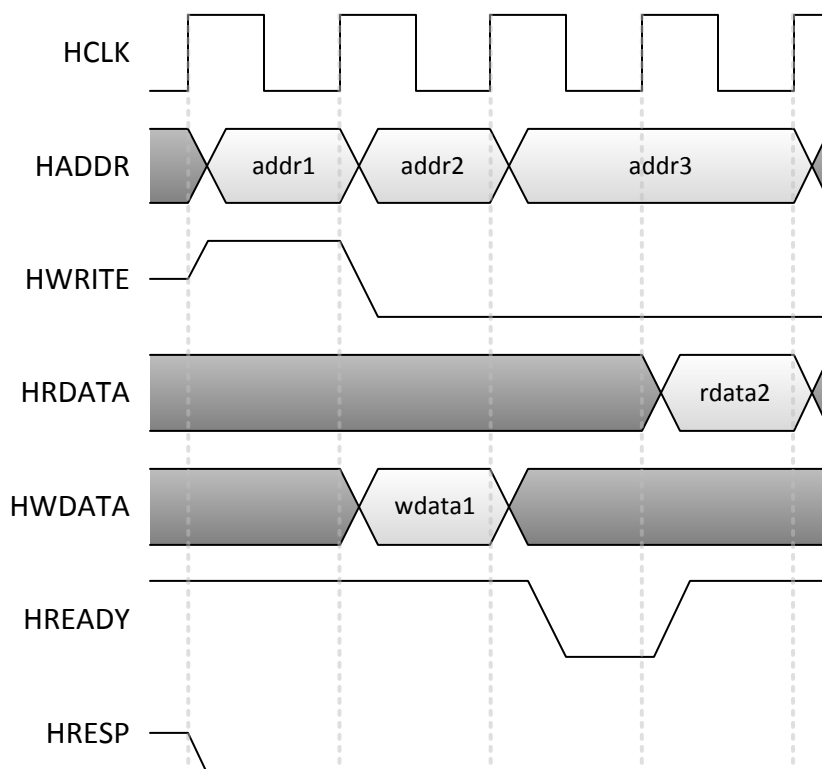 HCLK
HADDR addr1 addr2 addr3
HWRITE
HRDATA rdata2
HWDATA wdata1
HREADY
HRESP